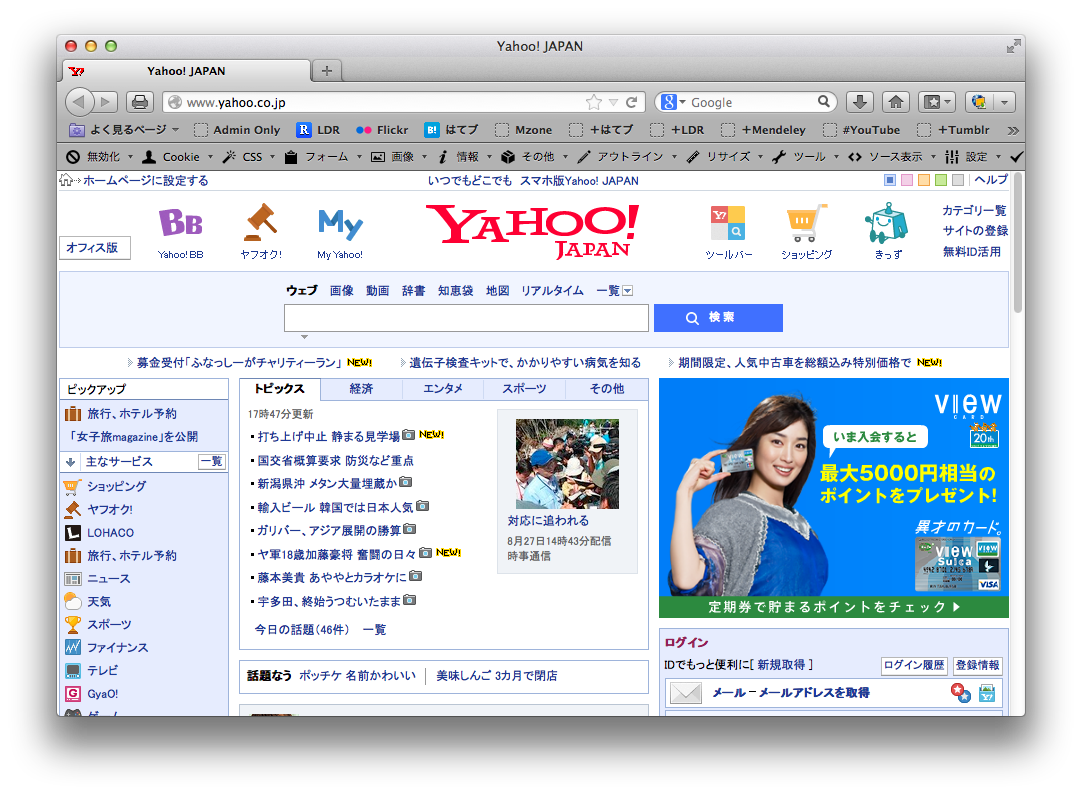 Yahoo! JAPAN
Yahoo! JAPAN
www.yahoo.co.jp
Google
よく見るページ
Admin Only
LDR
Flickr
はてブ
Mzone
+はてブ
+LDR
+Mendeley
#YouTube
+Tumblr
無効化
Cookie
CSS
フォーム
画像
情報
その他
アウトライン
リサイズ
ツール
ソース表示
設定
ホームページに設定する
いつでもどこでも スマホ版Yahoo! JAPAN
ヘルプ
オフィス版
BB
Yahoo! BB
ヤフオク!
My
My Yahoo!
YAHOO!
JAPAN
ツールバー
ショッピング
きっず
カテゴリ一覧
サイトの登録
無料ID活用
ウェブ 画像 動画 辞書 知恵袋 地図 リアルタイム 一覧
検索
募金受付「ふなっしーがチャリティーラン」 NEW!
遺伝子検査キットで、かかりやすい病気を知る
期間限定、人気中古車を総額込み特別価格で NEW!
ピックアップ
旅行、ホテル予約
「女子旅magazine」を公開
主なサービス 一覧
ショッピング
ヤフオク!
LOHACO
旅行、ホテル予約
ニュース
天気
スポーツ
ファイナンス
テレビ
GyaO!
ゲーム
トピックス 経済 エンタメ スポーツ その他
17時47分更新
打ち上げ中止 静まる見学場 NEW!
国交省概算要求 防災など重点
新潟県沖 メタン大量埋蔵か
輸入ビール 韓国では日本人気
ガリバー、アジア展開の勝算
ヤ軍18歳加藤豪将 奮闘の日々 NEW!
藤本美貴 あややとカラオケに
宇多田、終始うつむいたまま
今日の話題(46件) 一覧
対応に追われる
8月27日14時43分配信
時事通信
話題なう ポッチケ 名前かわいい 美味しんご 3カ月で閉店
VIEW
CARD
20th
いま入会すると
最大5000円相当の
ポイントをプレゼント!
異才のカード。
VIEW
Suica
VIEW
VISA
定期券で貯まるポイントをチェック
ログイン
IDでもっと便利に[ 新規取得 ]
ログイン履歴
登録情報
メール－メールアドレスを取得